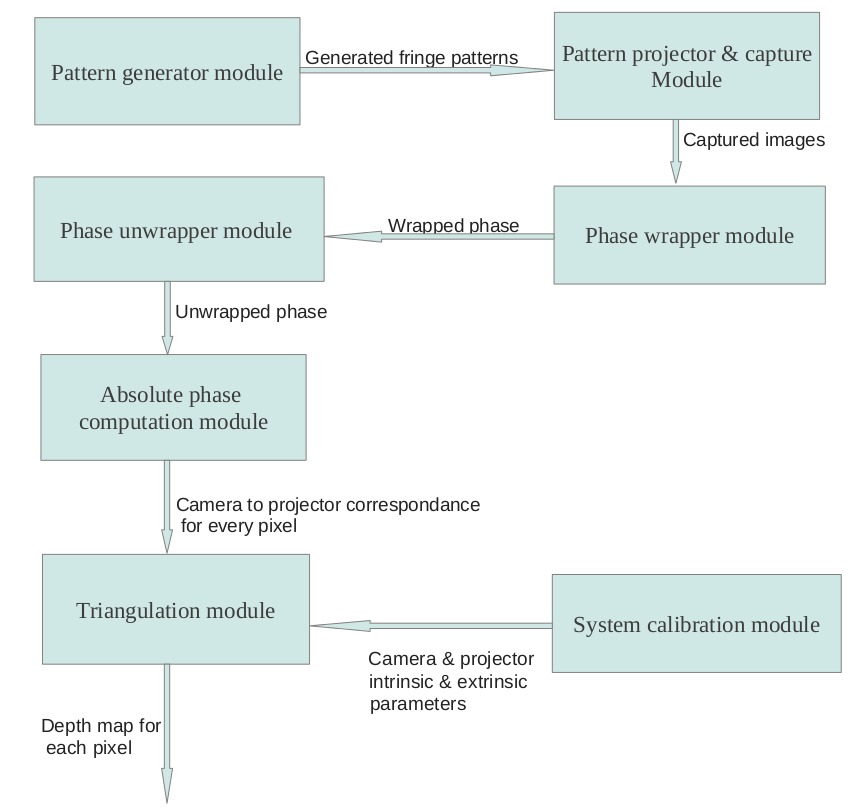 Pattern generator module
Generated fringe patterns
Pattern projector & capture
Module
Captured images
Phase wrapper module
Wrapped phase
Phase unwrapper module
Unwrapped phase
Absolute phase
computation module
Camera to projector correspondance
for every pixel
Triangulation module
System calibration module
Camera & projector
intrinsic & extrinsic
parameters
Depth map for
each pixel